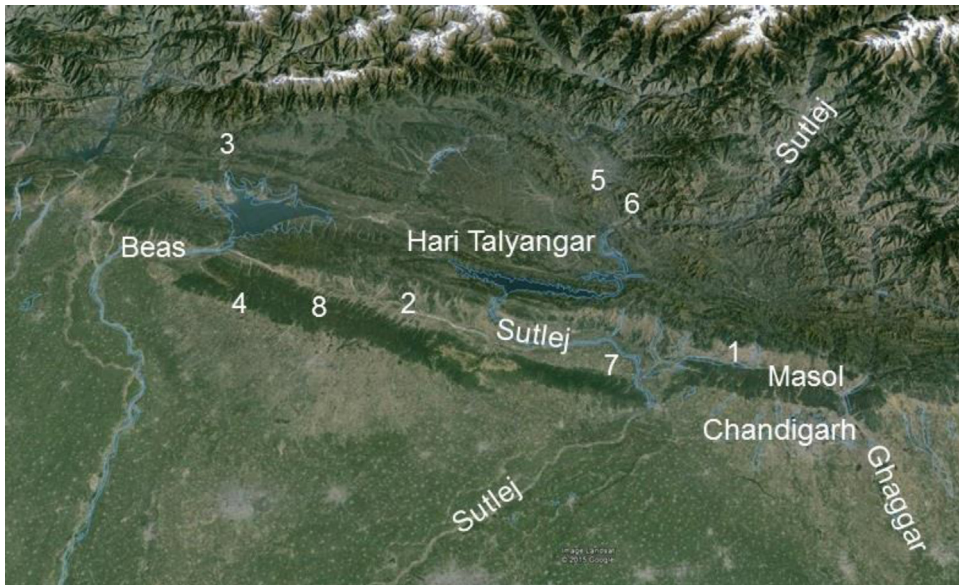 3
Sutlej
5
6
Beas
Hari Talyangar
4
8
2
Sutlej
7
1
Masol
Chandigarh
Ghaggar
Sutlej
Image Landsat
© 2015 Google